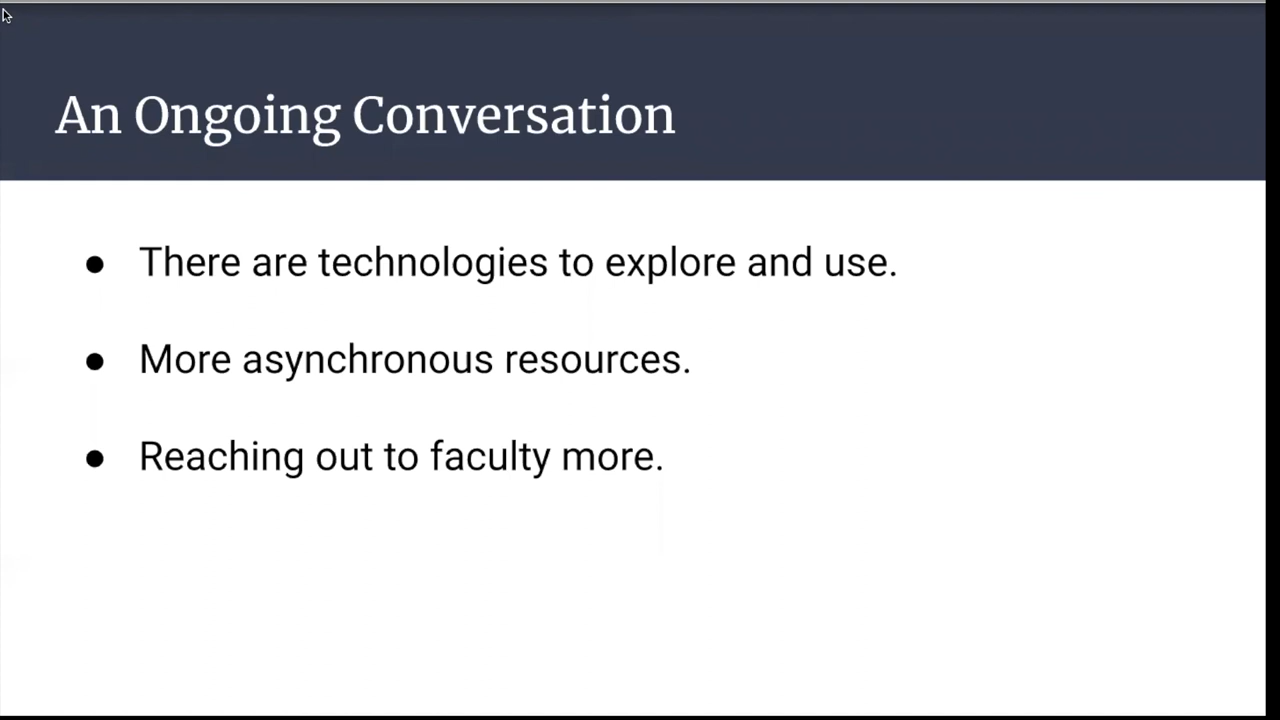 An Ongoing Conversation
● There are technologies to explore and use.
● More asynchronous resources.
● Reaching out to faculty more.